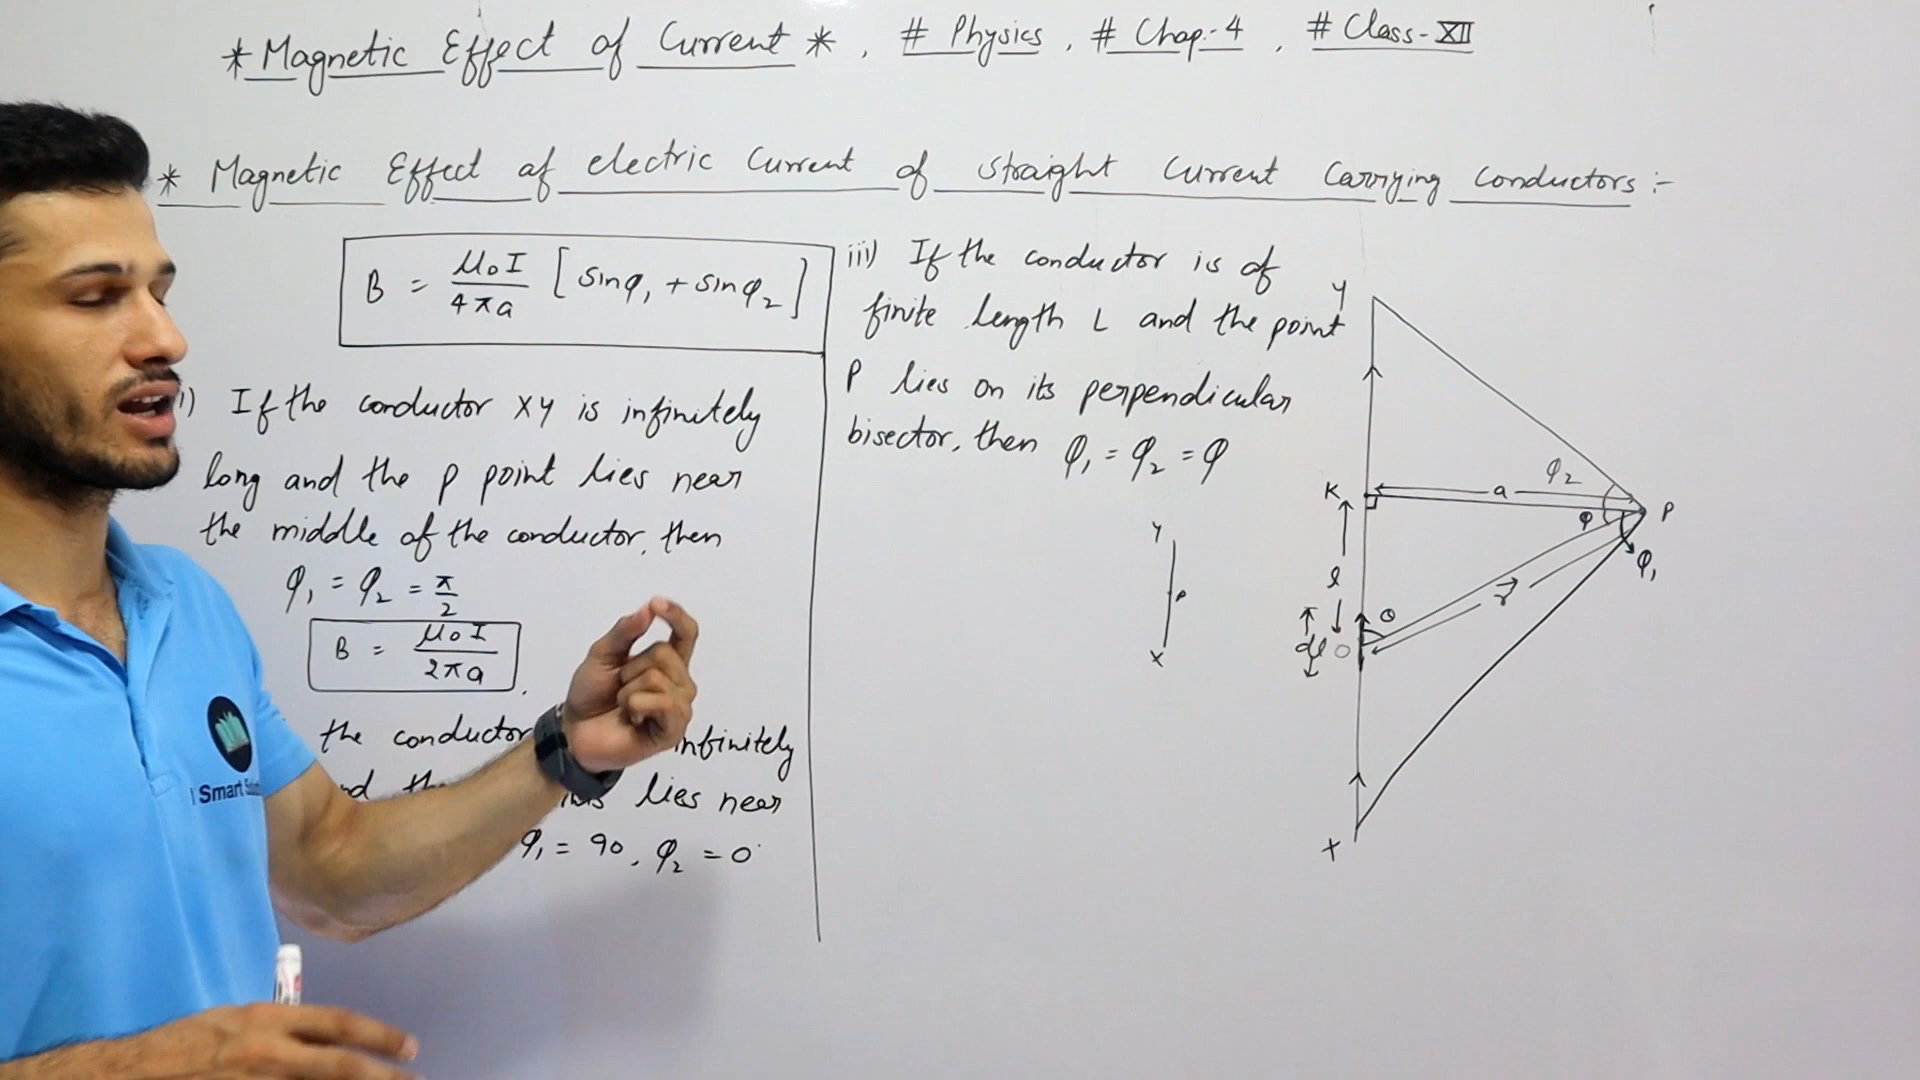 * Magnetic Effect of Current *, # Physics, # Chap.-4, # Class-XII
* Magnetic Effect of electric Current of straight Current Carrying Conductors :-
B = μ₀I / 4πa [sinφ₁ + sinφ₂]
i) If the conductor XY is infinitely
long and the P point lies near
the middle of the conductor, then
φ₁ = φ₂ = π/2
B = μ₀I / 2πa
the conductor infinitely
lies near
φ₁ = 90, φ₂ = 0
iii) If the conductor is of
finite length L and the point
P lies on its perpendicular
bisector, then φ₁ = φ₂ = φ
Y
P
X
Y
K
a
φ₂
P
φ
φ₁
l
r
θ
dl
O
X
Smart